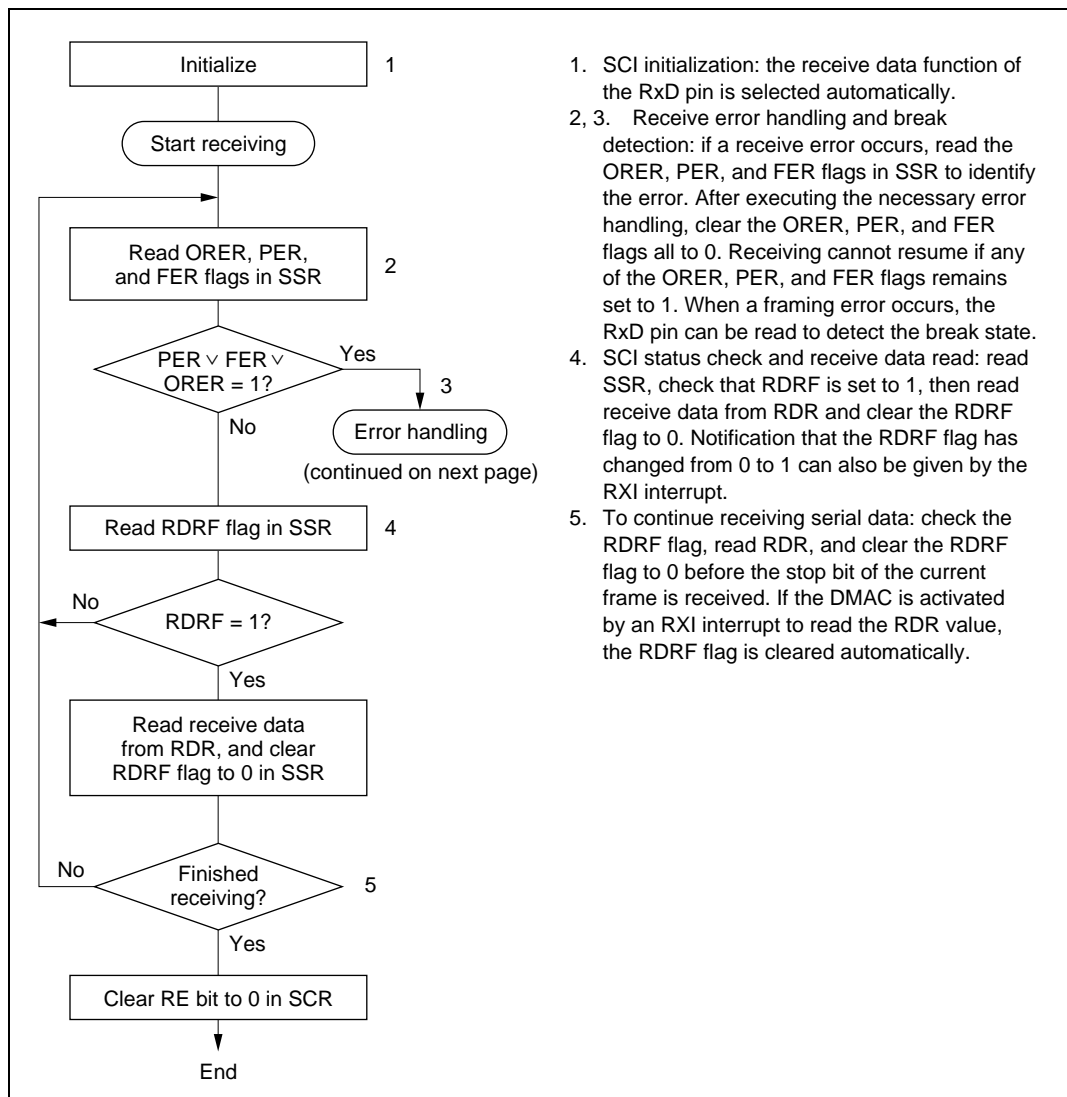 Initialize
1
Start receiving
Read ORER, PER,
and FER flags in SSR
2
PER ∨ FER ∨
ORER = 1?
Yes
3
No
Error handling
(continued on next page)
Read RDRF flag in SSR
4
No
RDRF = 1?
Yes
Read receive data
from RDR, and clear
RDRF flag to 0 in SSR
No
Finished
receiving?
5
Yes
Clear RE bit to 0 in SCR
End
1. SCI initialization: the receive data function of
the RxD pin is selected automatically.
2, 3. Receive error handling and break
detection: if a receive error occurs, read the
ORER, PER, and FER flags in SSR to identify
the error. After executing the necessary error
handling, clear the ORER, PER, and FER
flags all to 0. Receiving cannot resume if any
of the ORER, PER, and FER flags remains
set to 1. When a framing error occurs, the
RxD pin can be read to detect the break state.
4. SCI status check and receive data read: read
SSR, check that RDRF is set to 1, then read
receive data from RDR and clear the RDRF
flag to 0. Notification that the RDRF flag has
changed from 0 to 1 can also be given by the
RXI interrupt.
5. To continue receiving serial data: check the
RDRF flag, read RDR, and clear the RDRF
flag to 0 before the stop bit of the current
frame is received. If the DMAC is activated
by an RXI interrupt to read the RDR value,
the RDRF flag is cleared automatically.